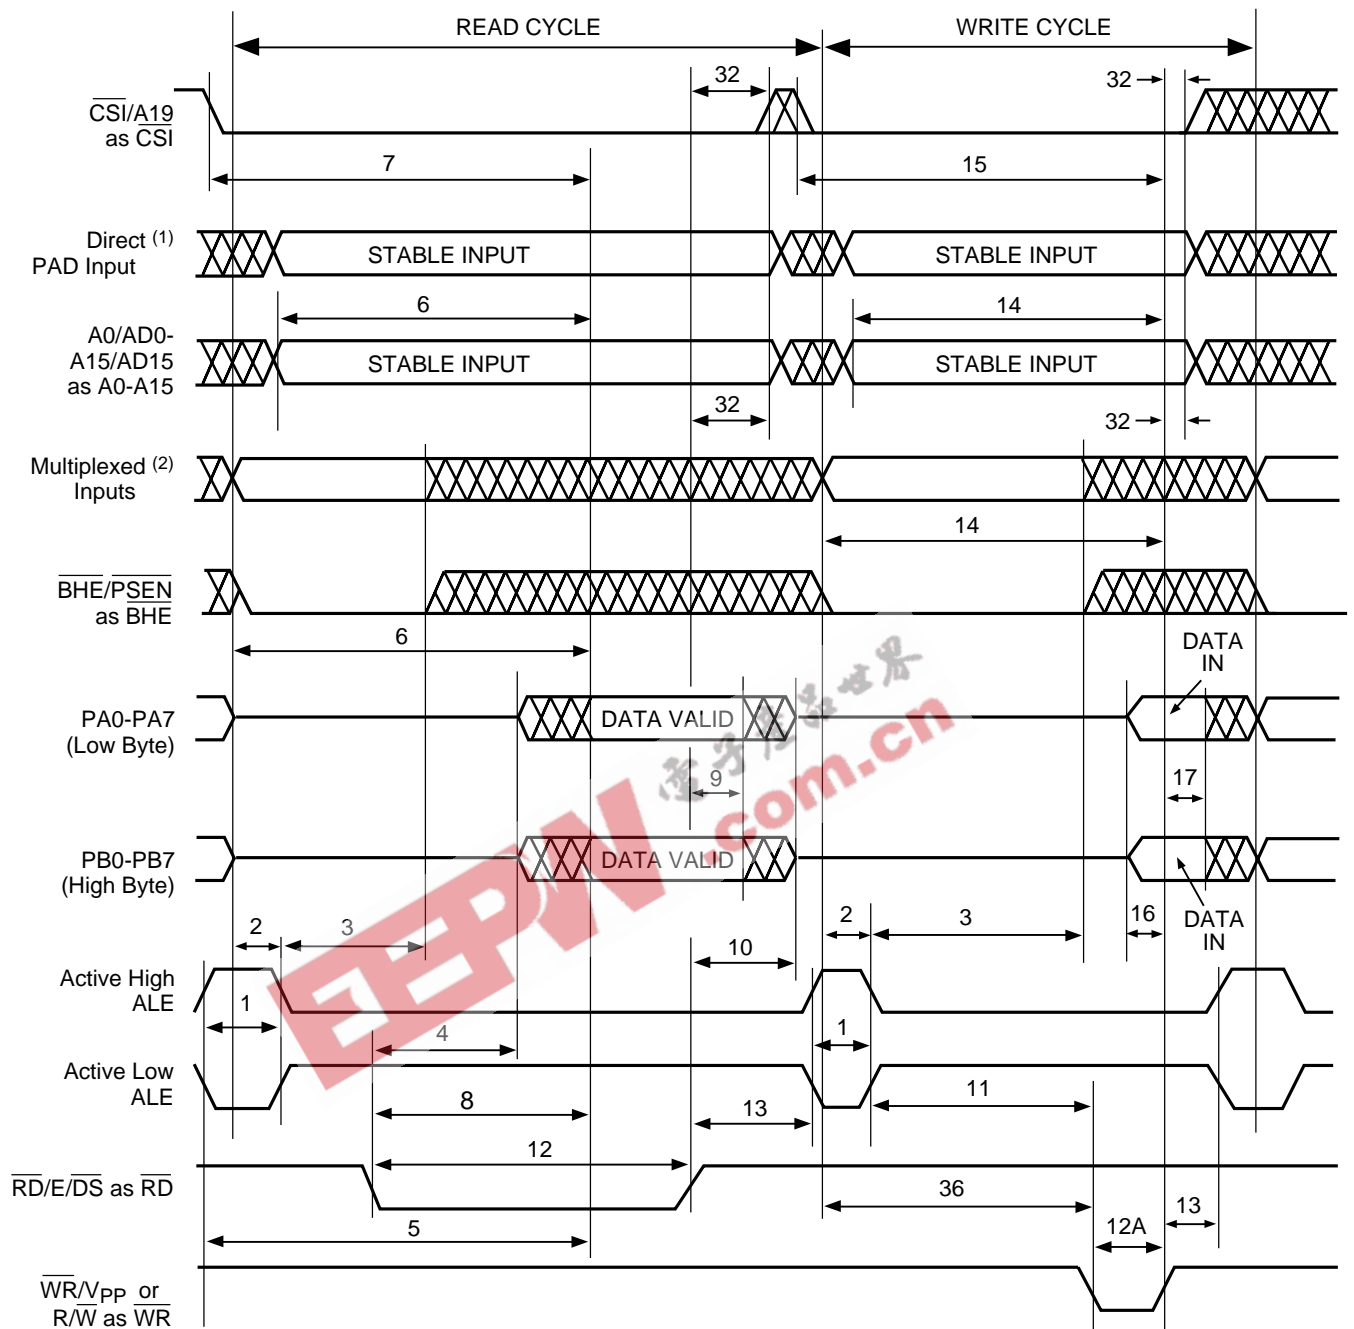 READ CYCLE
WRITE CYCLE
32
32
CSI/A19
as CSI
7
15
Direct (1)
PAD Input
STABLE INPUT
STABLE INPUT
6
14
A0/AD0-
A15/AD15
as A0-A15
STABLE INPUT
STABLE INPUT
32
32
Multiplexed (2)
Inputs
14
BHE/PSEN
as BHE
6
DATA
IN
PA0-PA7
(Low Byte)
DATA VALID
9
17
電子產品世界
.com.cn
EEPW
PB0-PB7
(High Byte)
DATA VALID
DATA
IN
2
3
2
3
16
10
Active High
ALE
1
1
4
Active Low
ALE
8
13
11
12
RD/E/DS as RD
36
13
5
12A
WR/VPP or
R/W as WR